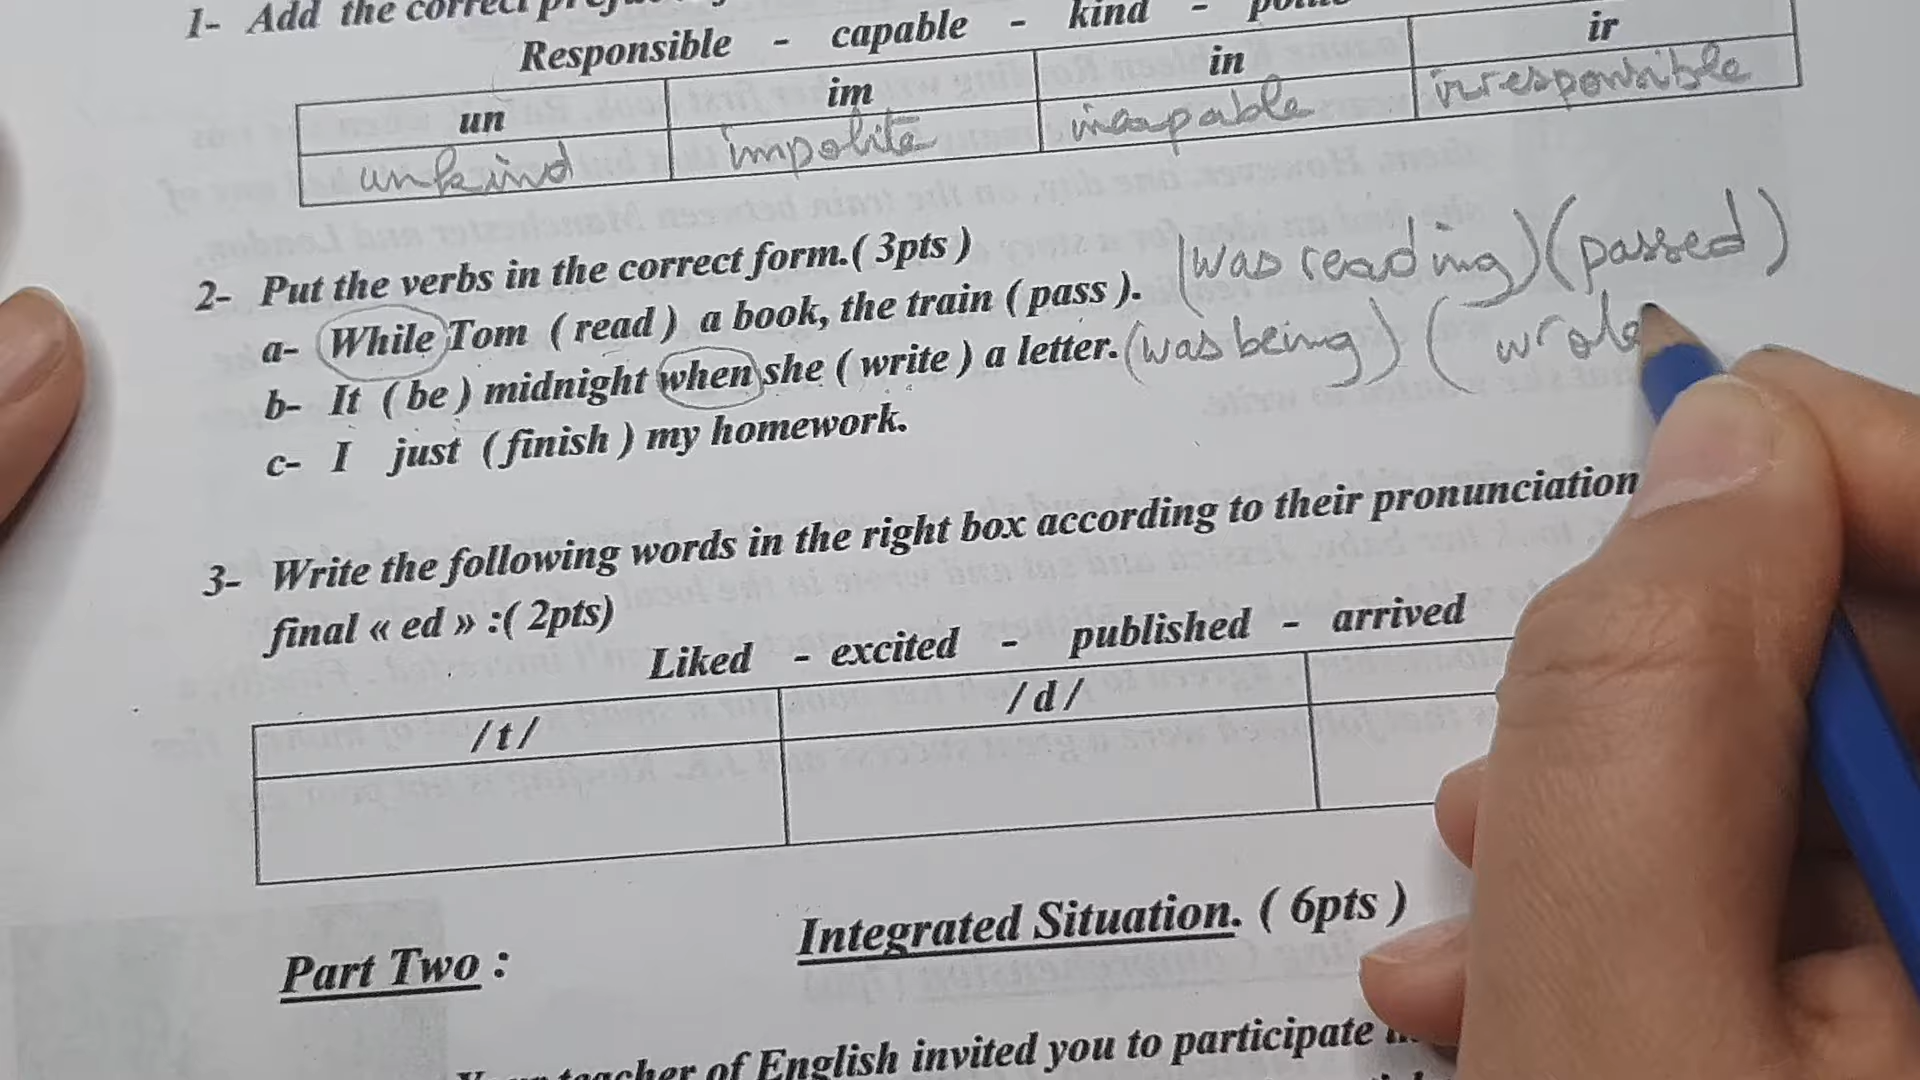 1- Add the correct
Responsible - capable - kind -
un im in ir
unkind impolite incapable irresponsible
2- Put the verbs in the correct form.( 3pts )
a- While Tom ( read ) a book, the train ( pass ). (was reading) (passed)
b- It ( be ) midnight when she ( write ) a letter. (was being) ( wrote
c- I just ( finish ) my homework.
3- Write the following words in the right box according to their pronunciation
final « ed » :( 2pts)
Liked - excited - published - arrived
/t/ /d/
Part Two : Integrated Situation. ( 6pts )
teacher of English invited you to participate